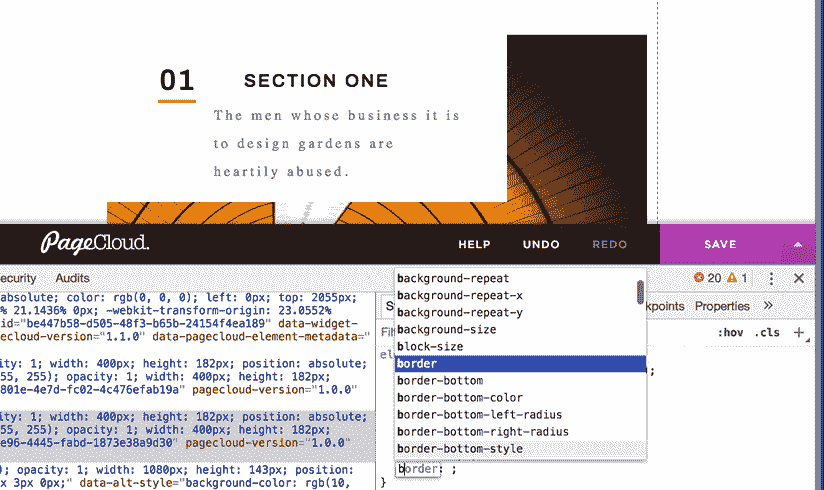 01
SECTION ONE
The men whose business it is
to design gardens are
heartily abused.
PageCloud.
HELP
UNDO
REDO
SAVE
ecurity
Audits
20
1
absolute; color: rgb(0, 0, 0); left: 0px; top: 2055px;
% 21.1436% 0px; -webkit-transform-origin: 23.0552%
id="be447b58-d505-48f3-b65b-24154f4ea189" data-widget-
ecloud-version="1.1.0" data-pagecloud-element-metadata="
ity: 1; width: 400px; height: 182px; position: absolute;
55, 255); opacity: 1; width: 400px; height: 182px;
801e-4e7d-fc02-4c476efab19a" pagecloud-version="1.0.0"
ity: 1; width: 400px; height: 182px; position: absolute;
55, 255); opacity: 1; width: 400px; height: 182px;
e96-4445-fabd-1873e38a9d30" pagecloud-version="1.0.0"
); opacity: 1; width: 1080px; height: 143px; position:
x 3px 0px;" data-alt-style="background-color: rgb(10,
S
kpoints
Properties
»
Fil
:hov
.cls
+
el
;
background-repeat
background-repeat-x
background-repeat-y
background-size
block-size
border
border-bottom
border-bottom-color
border-bottom-left-radius
border-bottom-right-radius
border-bottom-style
border: ;
}